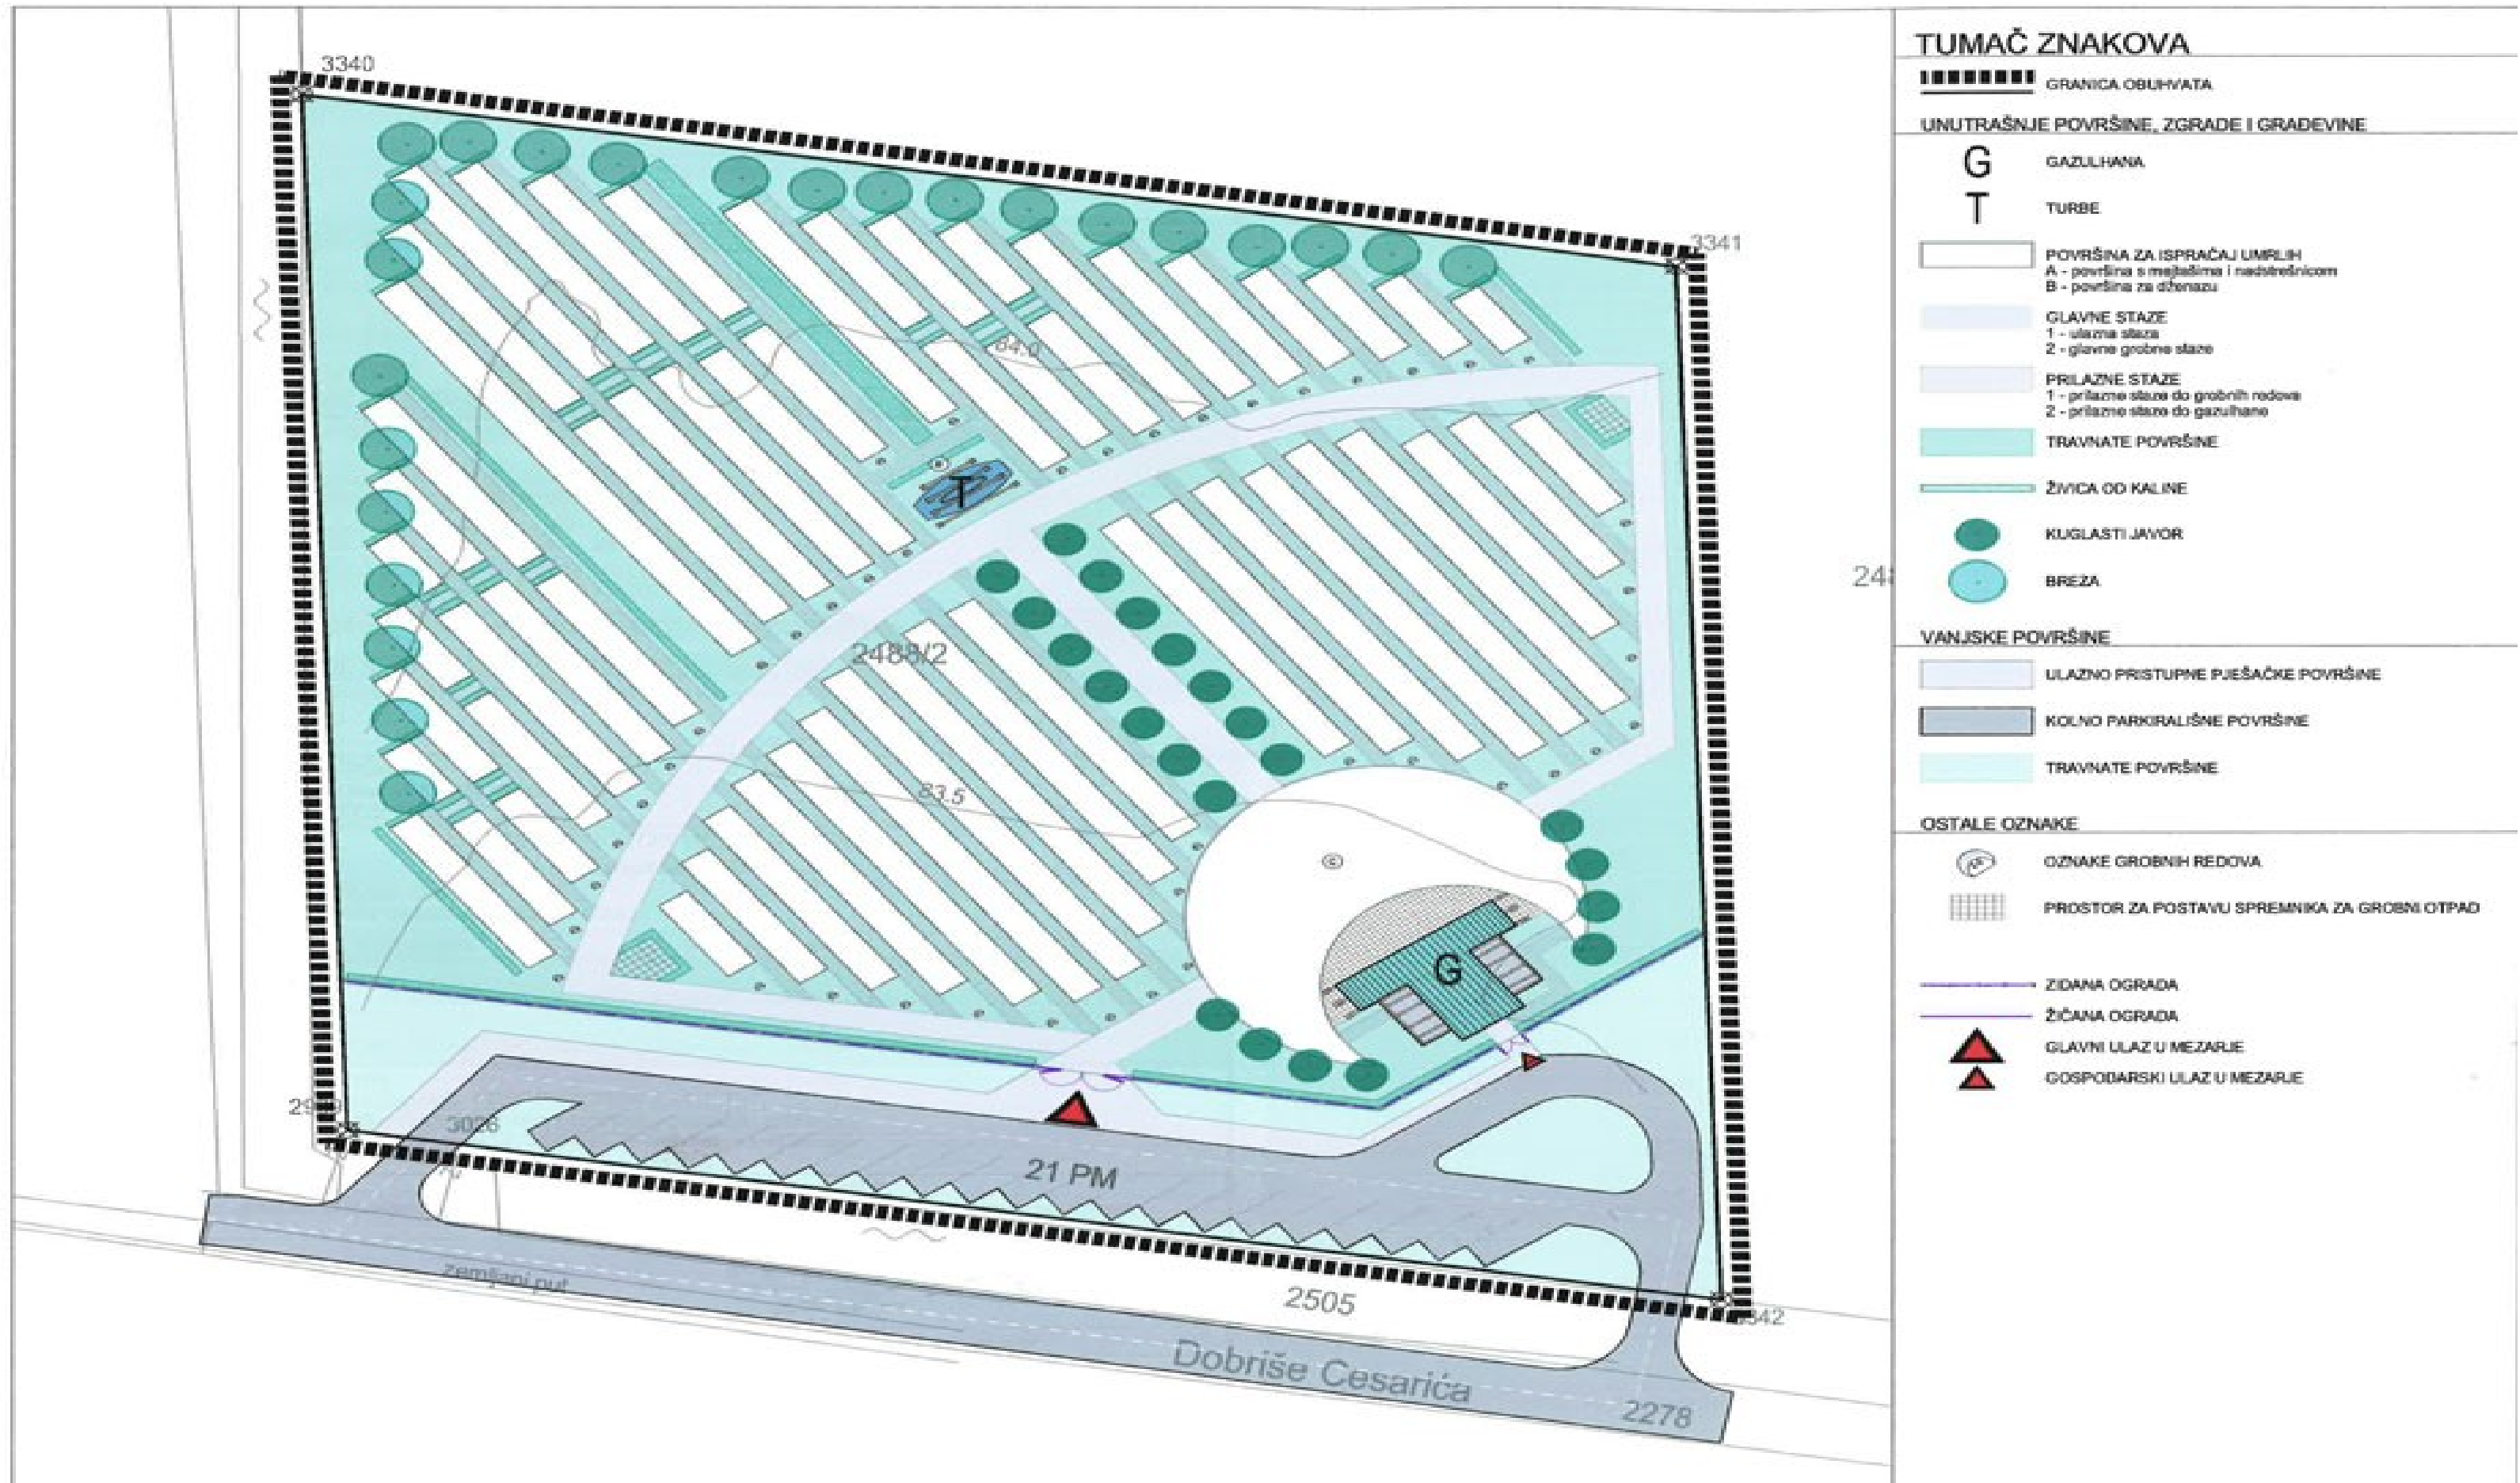 3340
3341
84.0
T
2488/2
248
83.5
G
3026
21 PM
zemljani put
2505
Dobriše Cesarića
2278
TUMAČ ZNAKOVA
GRANICA OBUHVATA
UNUTRAŠNJE POVRŠINE, ZGRADE I GRAĐEVINE
G GAZULHANA
T TURBE
POVRŠINA ZA ISPRAĆAJ UMRLIH
A - površina s mejtašima i nadstrešnicom
B - površina za dženazu
GLAVNE STAZE
1 - ulazna staza
2 - glavne grobne staze
PRILAZNE STAZE
1 - prilazne staze do grobnih redova
2 - prilazne staze do gazulhane
TRAVNATE POVRŠINE
ŽIVICA OD KALINE
KUGLASTI JAVOR
BREZA
VANJSKE POVRŠINE
ULAZNO PRISTUPNE PJEŠAČKE POVRŠINE
KOLNO PARKIRALIŠNE POVRŠINE
TRAVNATE POVRŠINE
OSTALE OZNAKE
OZNAKE GROBNIH REDOVA
PROSTOR ZA POSTAVU SPREMNIKA ZA GROBNI OTPAD
ZIDANA OGRADA
ŽIČANA OGRADA
GLAVNI ULAZ U MEZARJE
GOSPODARSKI ULAZ U MEZARJE